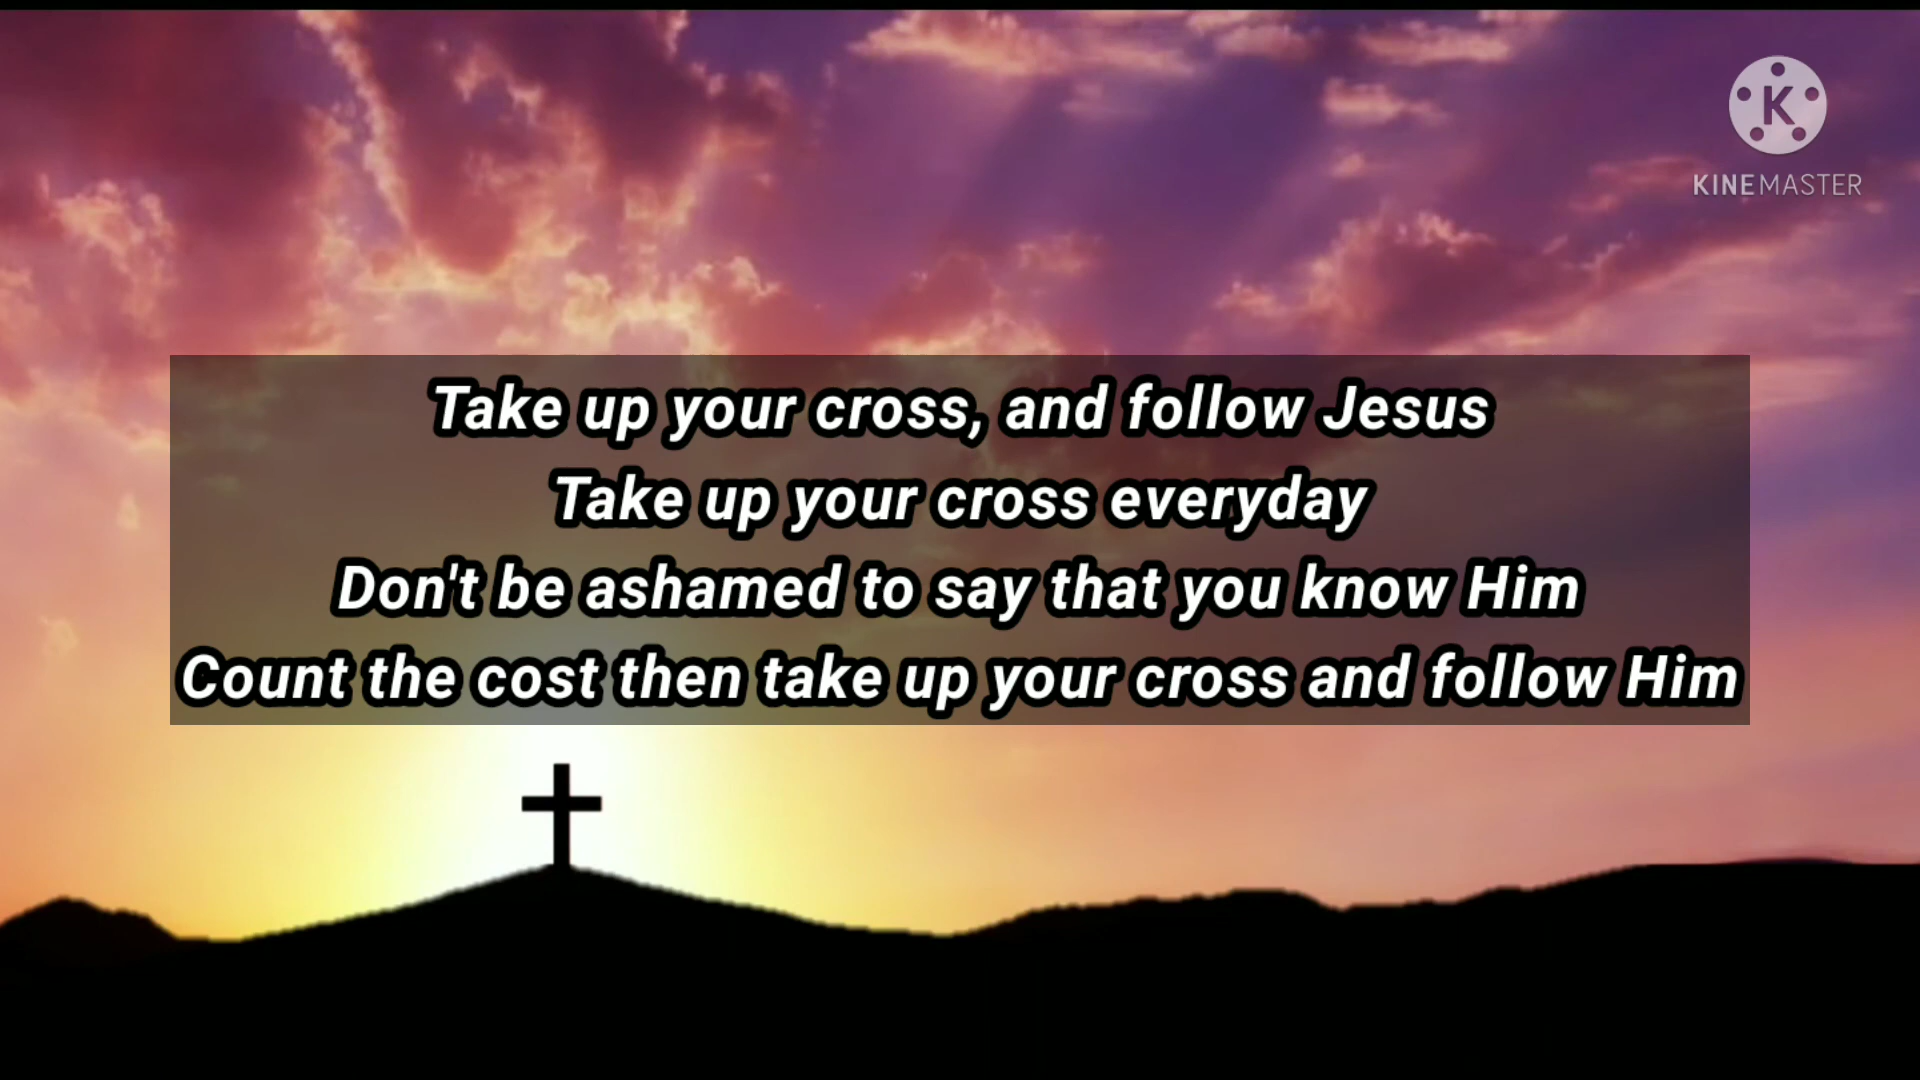 K
KINEMASTER
Take up your cross, and follow Jesus
Take up your cross everyday
Don't be ashamed to say that you know Him
Count the cost then take up your cross and follow Him